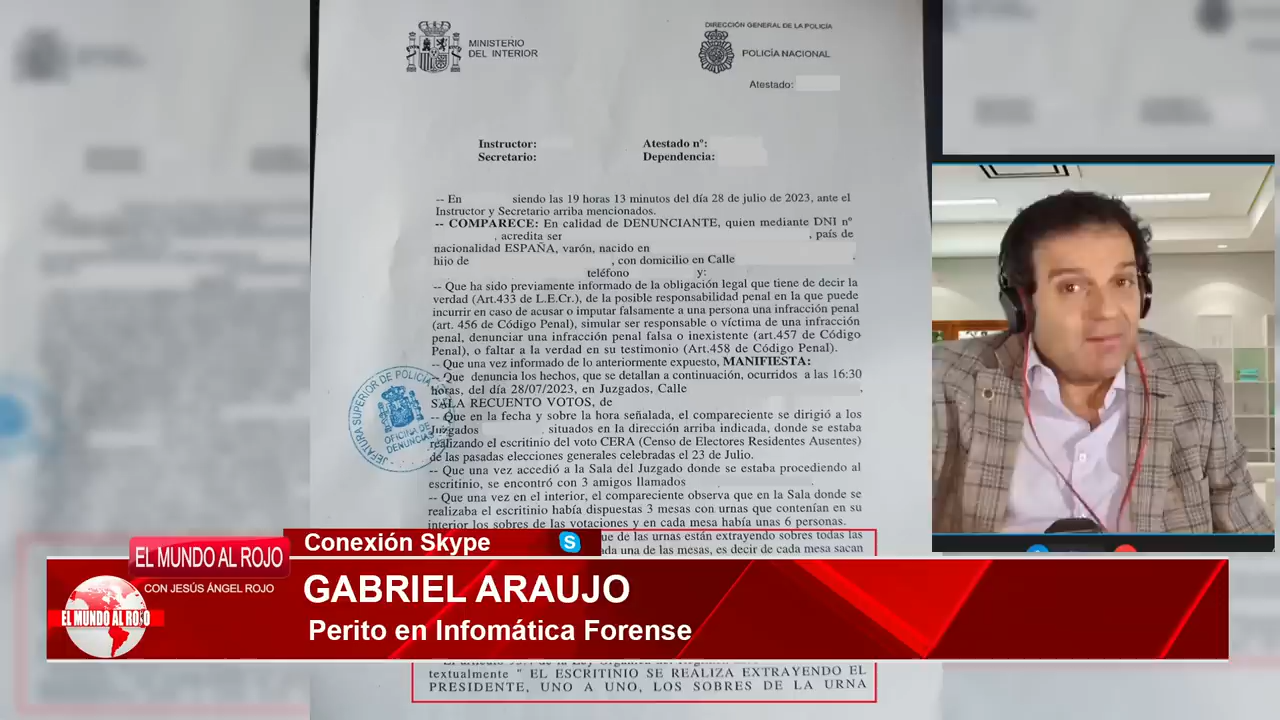 MINISTERIO
DEL INTERIOR
DIRECCIÓN GENERAL DE LA POLICÍA
POLICÍA NACIONAL
Atestado:
Instructor:
Secretario:
Atestado nº:
Dependencia:
-- En siendo las 19 horas 13 minutos del día 28 de julio de 2023, ante el
Instructor y Secretario arriba mencionados.
-- COMPARECE: En calidad de DENUNCIANTE, quien mediante DNI nº
, acredita ser , país de
nacionalidad ESPAÑA, varón, nacido en
hijo de , con domicilio en Calle .
teléfono y:
-- Que ha sido previamente informado de la obligación legal que tiene de decir la
verdad (Art.433 de L.E.Cr.), de la posible responsabilidad penal en la que puede
incurrir en caso de acusar o imputar falsamente a una persona una infracción penal
(art. 456 de Código Penal), simular ser responsable o víctima de una infracción
penal, denunciar una infracción penal falsa o inexistente (art.457 de Código
Penal), o faltar a la verdad en su testimonio (Art.458 de Código Penal).
-- Que una vez informado de lo anteriormente expuesto, MANIFIESTA:
-- Que denuncia los hechos, que se detallan a continuación, ocurridos a las 16:30
horas, del día 28/07/2023, en Juzgados, Calle ,
SALA RECUENTO VOTOS, de
-- Que en la fecha y sobre la hora señalada, el compareciente se dirigió a los
Juzgados , situados en la dirección arriba indicada, donde se estaba
realizando el escritinio del voto CERA (Censo de Electores Residentes Ausentes)
de las pasadas elecciones generales celebradas el 23 de Julio.
-- Que una vez accedió a la Sala del Juzgado donde se estaba procediendo al
escritinio, se encontró con 3 amigos llamados
-- Que una vez en el interior, el compareciente observa que en la Sala donde se
realizaba el escritinio había dispuestas 3 mesas con urnas que contenían en su
interior los sobres de las votaciones y en cada mesa había unas 6 personas.
que de las urnas están extrayendo sobres todas las
cada una de las mesas, es decir de cada mesa sacan
JEFATURA SUPERIOR DE POLICÍA
OFICINA DE
DENUNCIAS
Conexión Skype
EL MUNDO AL ROJO
CON JESÚS ÁNGEL ROJO
EL MUNDO AL ROJO
GABRIEL ARAUJO
Perito en Infomática Forense
textualmente " EL ESCRITINIO SE REALIZA EXTRAYENDO EL
PRESIDENTE, UNO A UNO, LOS SOBRES DE LA URNA